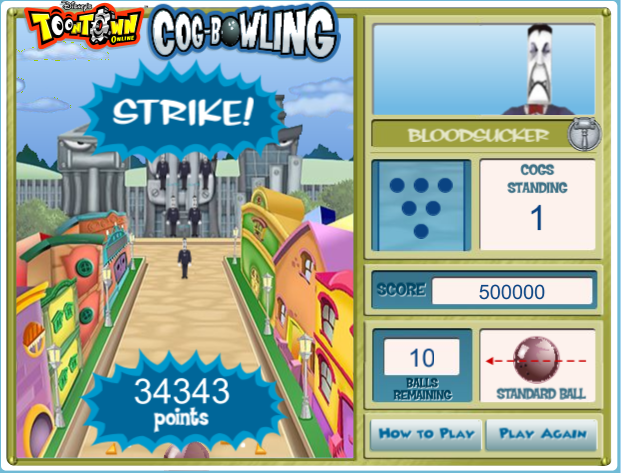 Disney's
TOONTOWN
ONLINE
COG-BOWLING
STRIKE!
BLOODSUCKER
COGS
STANDING
1
SCORE 500000
10
BALLS
REMAINING
STANDARD BALL
34343
points
HOW TO PLAY
PLAY AGAIN